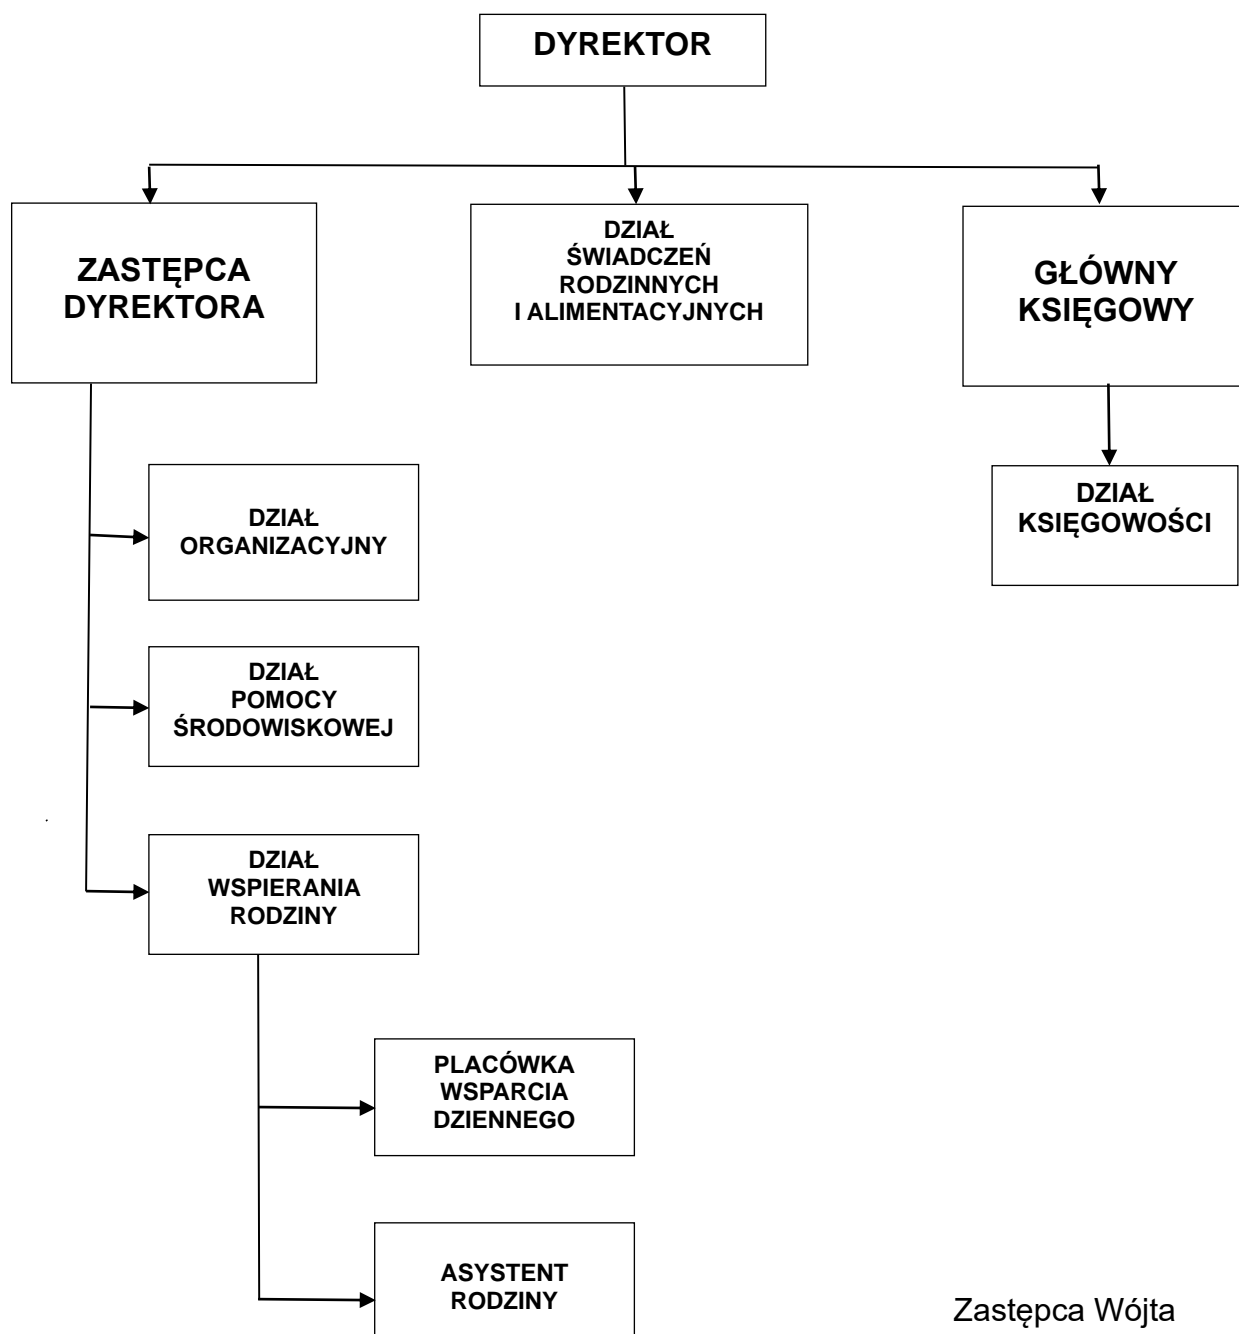 DYREKTOR
ZASTĘPCA
DYREKTORA
DZIAŁ
ŚWIADCZEŃ
RODZINNYCH
I ALIMENTACYJNYCH
GŁÓWNY
KSIĘGOWY
DZIAŁ
ORGANIZACYJNY
DZIAŁ
KSIĘGOWOŚCI
DZIAŁ
POMOCY
ŚRODOWISKOWEJ
DZIAŁ
WSPIERANIA
RODZINY
PLACÓWKA
WSPARCIA
DZIENNEGO
ASYSTENT
RODZINY
Zastępca Wójta